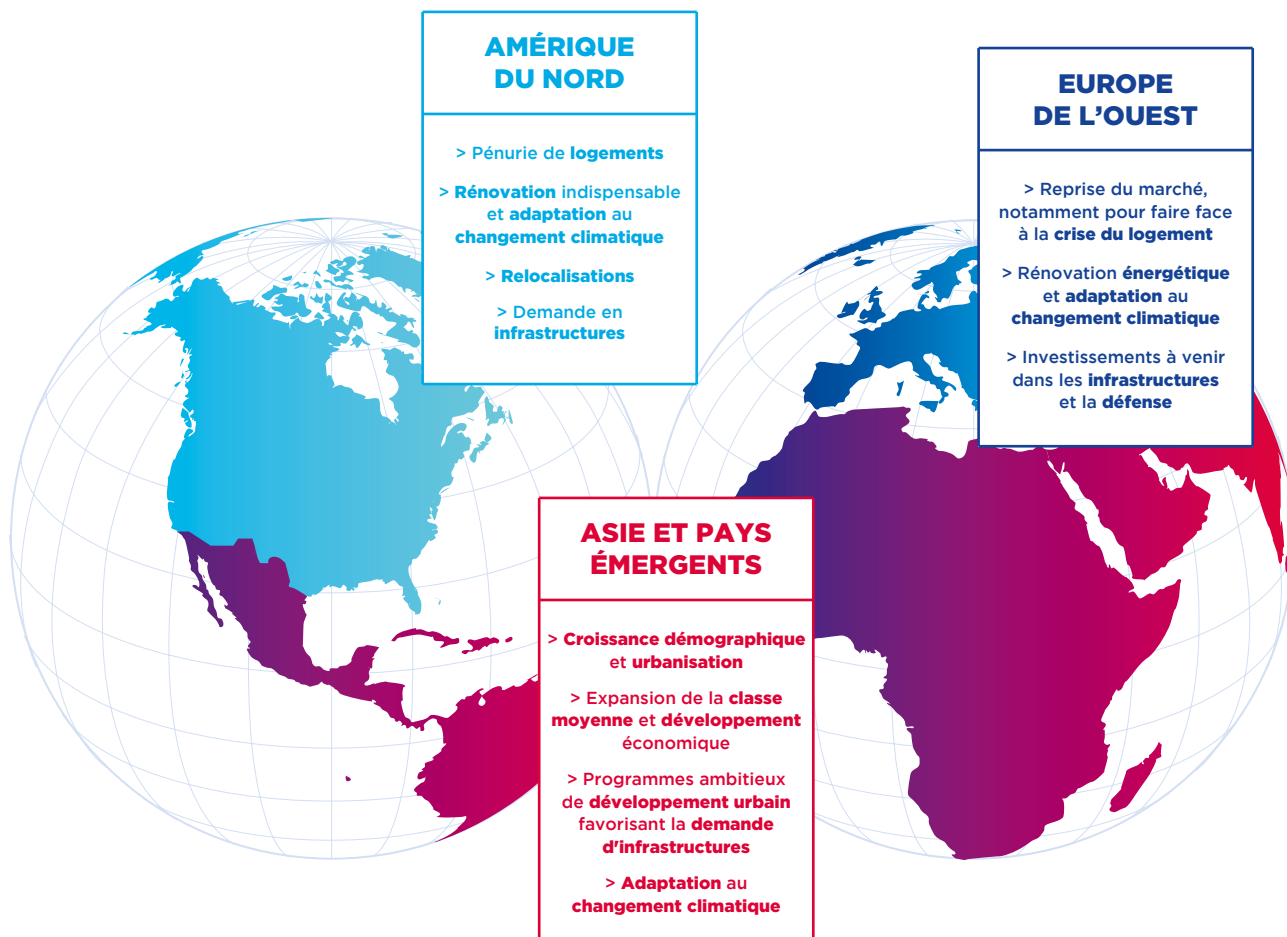 AMÉRIQUE
DU NORD
> Pénurie de logements
> Rénovation indispensable
et adaptation au
changement climatique
> Relocalisations
> Demande en
infrastructures
EUROPE
DE L’OUEST
> Reprise du marché,
notamment pour faire face
à la crise du logement
> Rénovation énergétique
et adaptation au
changement climatique
> Investissements à venir
dans les infrastructures
et la défense
ASIE ET PAYS
ÉMERGENTS
> Croissance démographique
et urbanisation
> Expansion de la classe
moyenne et développement
économique
> Programmes ambitieux
de développement urbain
favorisant la demande
d'infrastructures
> Adaptation au
changement climatique